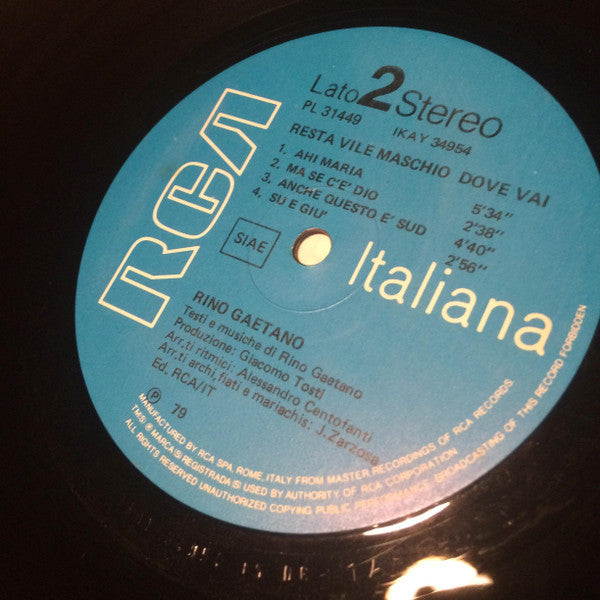 Lato 2 Stereo
PL 31449 IKAY 34954
RESTA VILE MASCHIO DOVE VAI
1. AHI MARIA 5'34"
2. MA SE C'E' DIO 2'38"
3. ANCHE QUESTO E' SUD 4'40"
4. SU E GIU' 2'56"
RCA
SIAE
Italiana
RINO GAETANO
Testi e musiche di Rino Gaetano
Produzione: Giacomo Tosti
Arr.ti ritmici: Alessandro Centofanti
Arr.ti archi, fiati e mariachis: J. Zarzosa
Ed. RCA/IT
P 79
MANUFACTURED BY RCA SPA, ROME, ITALY FROM MASTER RECORDINGS OF RCA RECORDS
TMS ® MARCA(S) REGISTRADA(S) USED BY AUTHORITY OF RCA CORPORATION
ALL RIGHTS RESERVED UNAUTHORIZED COPYING PUBLIC PERFORMANCE BROADCASTING OF THIS RECORD FORBIDDEN